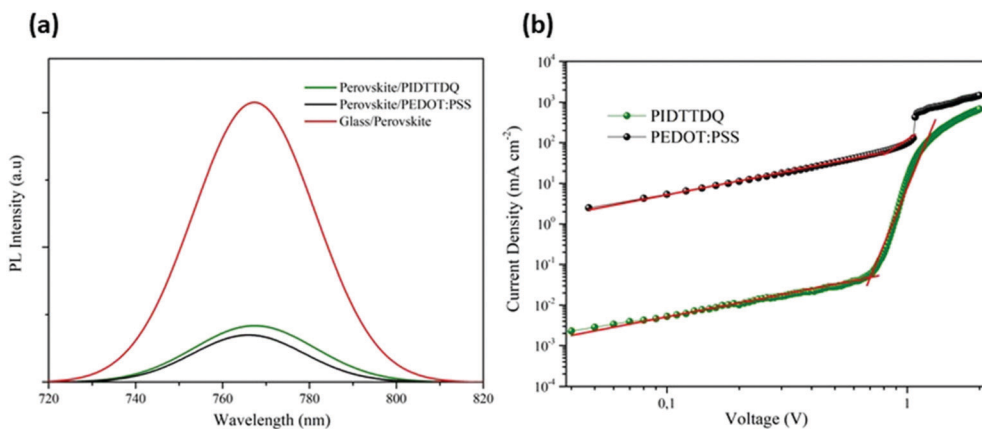 (a)
PL Intensity (a.u)
Perovskite/PIDTTDQ
Perovskite/PEDOT:PSS
Glass/Perovskite
720 740 760 780 800 820
Wavelength (nm)
(b)
Current Density (mA cm⁻²)
10⁴
10³
10²
10¹
10⁰
10⁻¹
10⁻²
10⁻³
10⁻⁴
PIDTTDQ
PEDOT:PSS
0,1 1
Voltage (V)